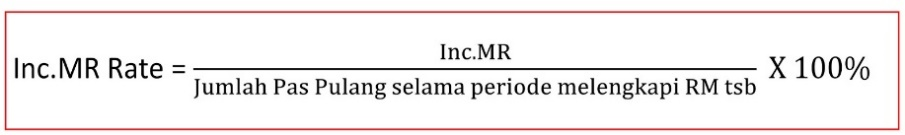 Inc.MR Rate = Inc.MR / Jumlah Pas Pulang selama periode melengkapi RM tsb X 100%